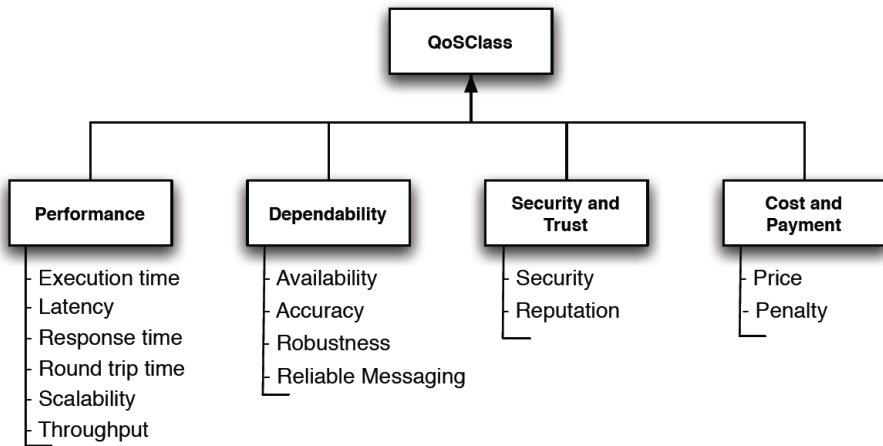 QoSClass
Performance
Dependability
Security and
Trust
Cost and
Payment
- Execution time
- Latency
- Response time
- Round trip time
- Scalability
- Throughput
- Availability
- Accuracy
- Robustness
- Reliable Messaging
- Security
- Reputation
- Price
- Penalty